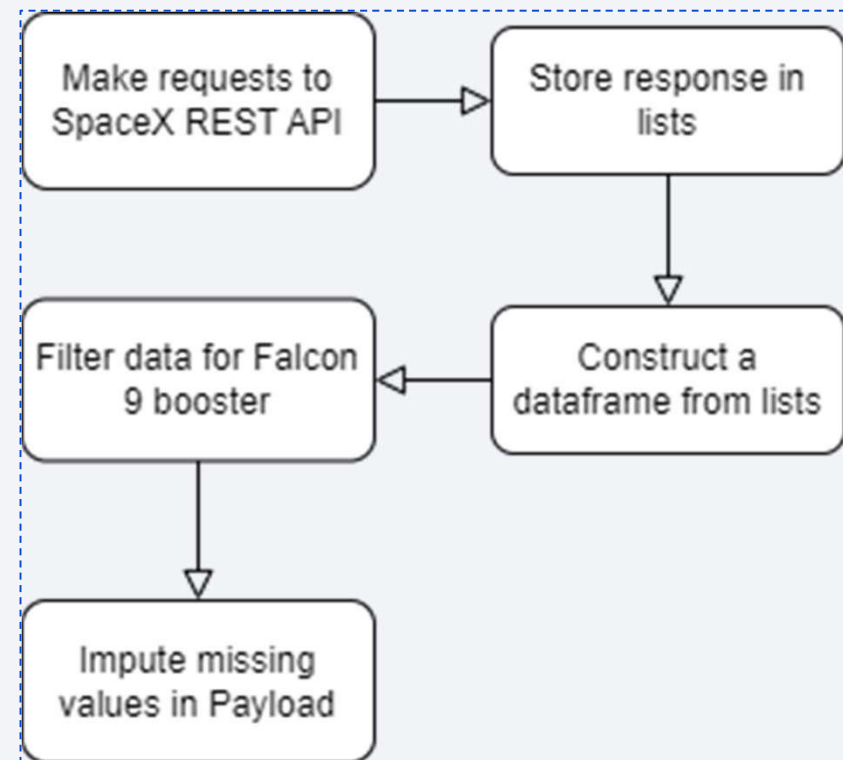 Make requests to
SpaceX REST API
Store response in
lists
Construct a
dataframe from lists
Filter data for Falcon
9 booster
Impute missing
values in Payload